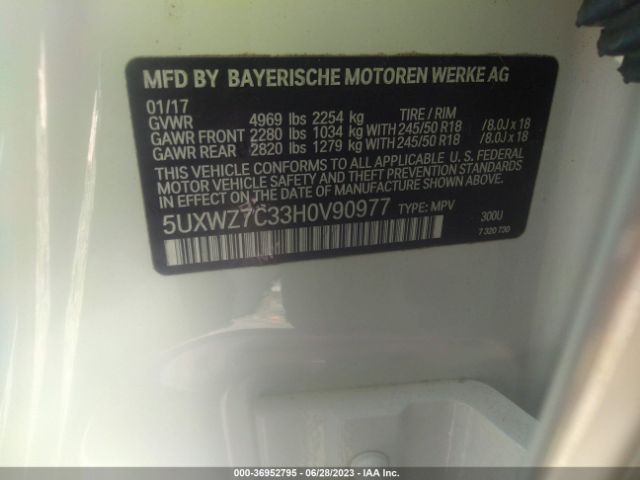 MFD BY BAYERISCHE MOTOREN WERKE AG
01/17
GVWR 4969 lbs 2254 kg TIRE / RIM
GAWR FRONT 2280 lbs 1034 kg WITH 245/50 R18 /8.0J x 18
GAWR REAR 2820 lbs 1279 kg WITH 245/50 R18 /8.0J x 18
THIS VEHICLE CONFORMS TO ALL APPLICABLE U.S. FEDERAL
MOTOR VEHICLE SAFETY AND THEFT PREVENTION STANDARDS
IN EFFECT ON THE DATE OF MANUFACTURE SHOWN ABOVE.
5UXWZ7C33H0V90977 TYPE: MPV 300U
7 320 730
000-36952795 - 06/28/2023 - IAA Inc.